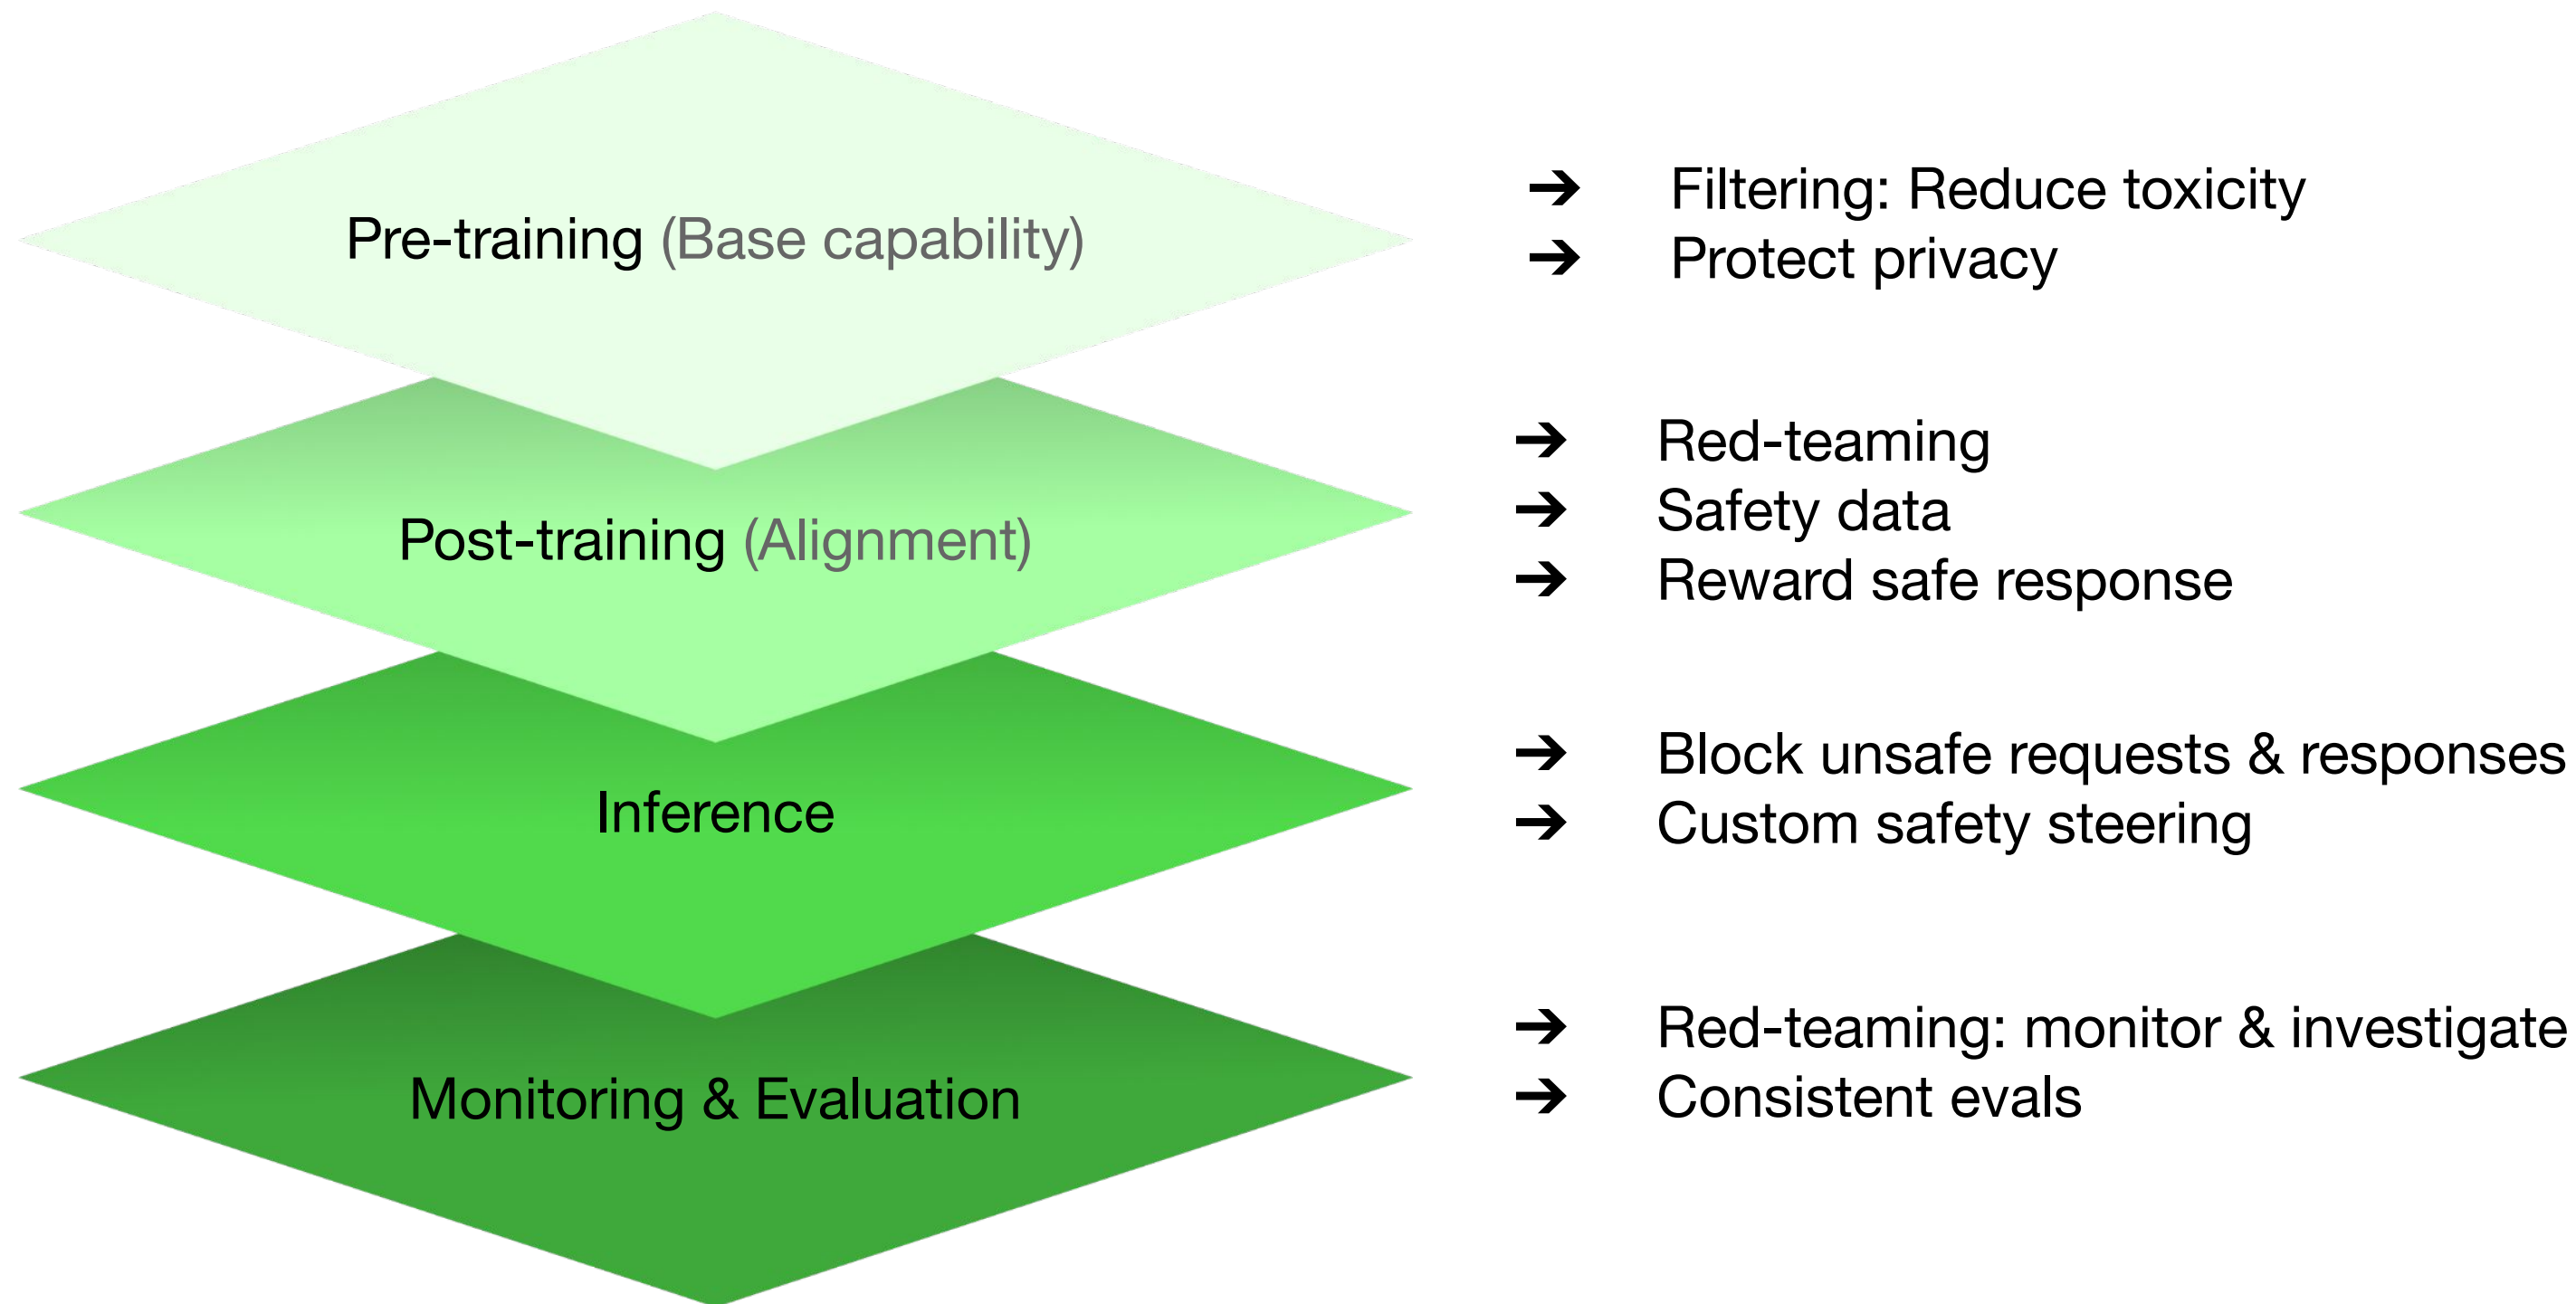 Pre-training (Base capability)
➔ Filtering: Reduce toxicity
➔ Protect privacy
Post-training (Alignment)
➔ Red-teaming
➔ Safety data
➔ Reward safe response
Inference
➔ Block unsafe requests & responses
➔ Custom safety steering
Monitoring & Evaluation
➔ Red-teaming: monitor & investigate
➔ Consistent evals